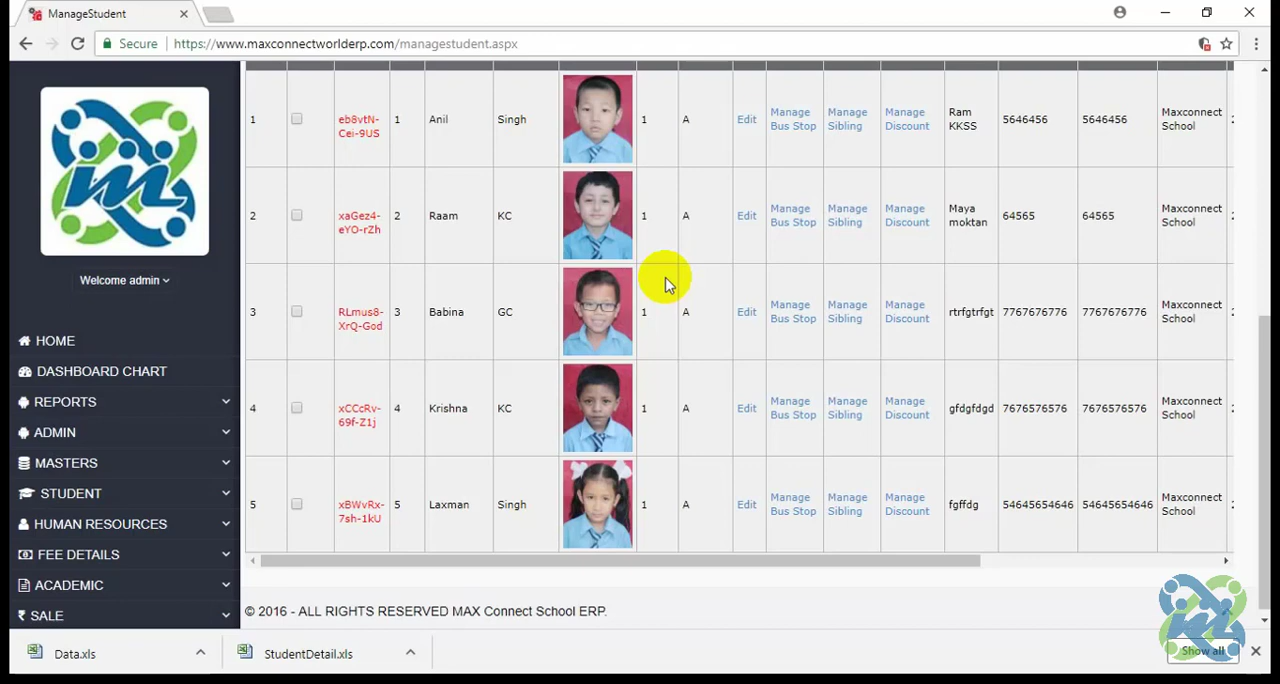 ManageStudent
Secure https://www.maxconnectworlderp.com/managestudent.aspx
Welcome admin
HOME
DASHBOARD CHART
REPORTS
ADMIN
MASTERS
STUDENT
HUMAN RESOURCES
FEE DETAILS
ACADEMIC
SALE
1 eb8vtN- 1 Anil Singh 1 A Edit Manage Manage Manage Ram 5646456 5646456 Maxconnect
Cei-9US Bus Stop Sibling Discount KKSS School
2 xaGez4- 2 Raam KC 1 A Edit Manage Manage Manage Maya 64565 64565 Maxconnect
eYO-rZh Bus Stop Sibling Discount moktan School
3 RLmus8- 3 Babina GC 1 A Edit Manage Manage Manage rtrfgtrfgt 7767676776 7767676776 Maxconnect
XrQ-God Bus Stop Sibling Discount School
4 xCCcRv- 4 Krishna KC 1 A Edit Manage Manage Manage gfdgfdgd 7676576576 7676576576 Maxconnect
69f-Z1j Bus Stop Sibling Discount School
5 xBWvRx- 5 Laxman Singh 1 A Edit Manage Manage Manage fgffdg 54645654646 54645654646 Maxconnect
7sh-1kU Bus Stop Sibling Discount School
© 2016 - ALL RIGHTS RESERVED MAX Connect School ERP.
Data.xls
StudentDetail.xls
Show all